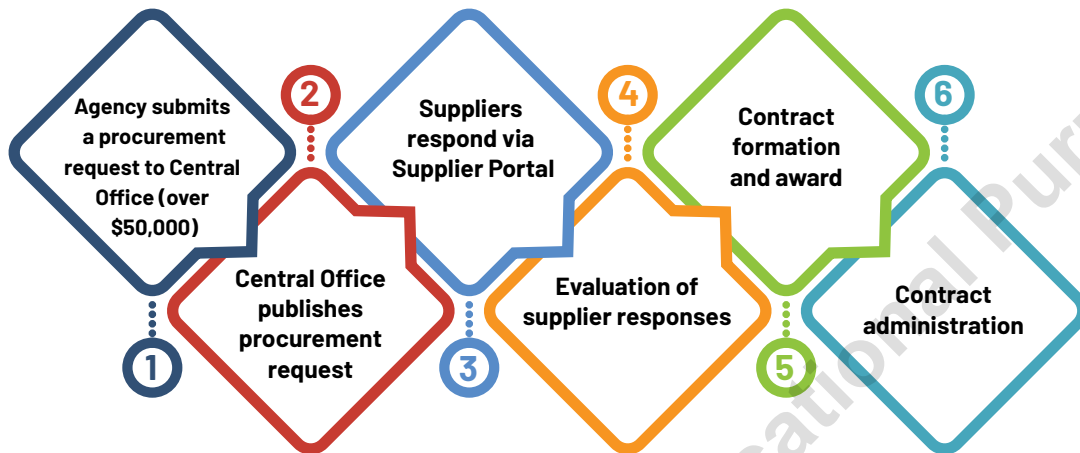 1
Agency submits
a procurement
request to Central
Office (over
$50,000)
2
Central Office
publishes
procurement
request
3
Suppliers
respond via
Supplier Portal
4
Evaluation of
supplier responses
5
Contract
formation
and award
6
Contract
administration